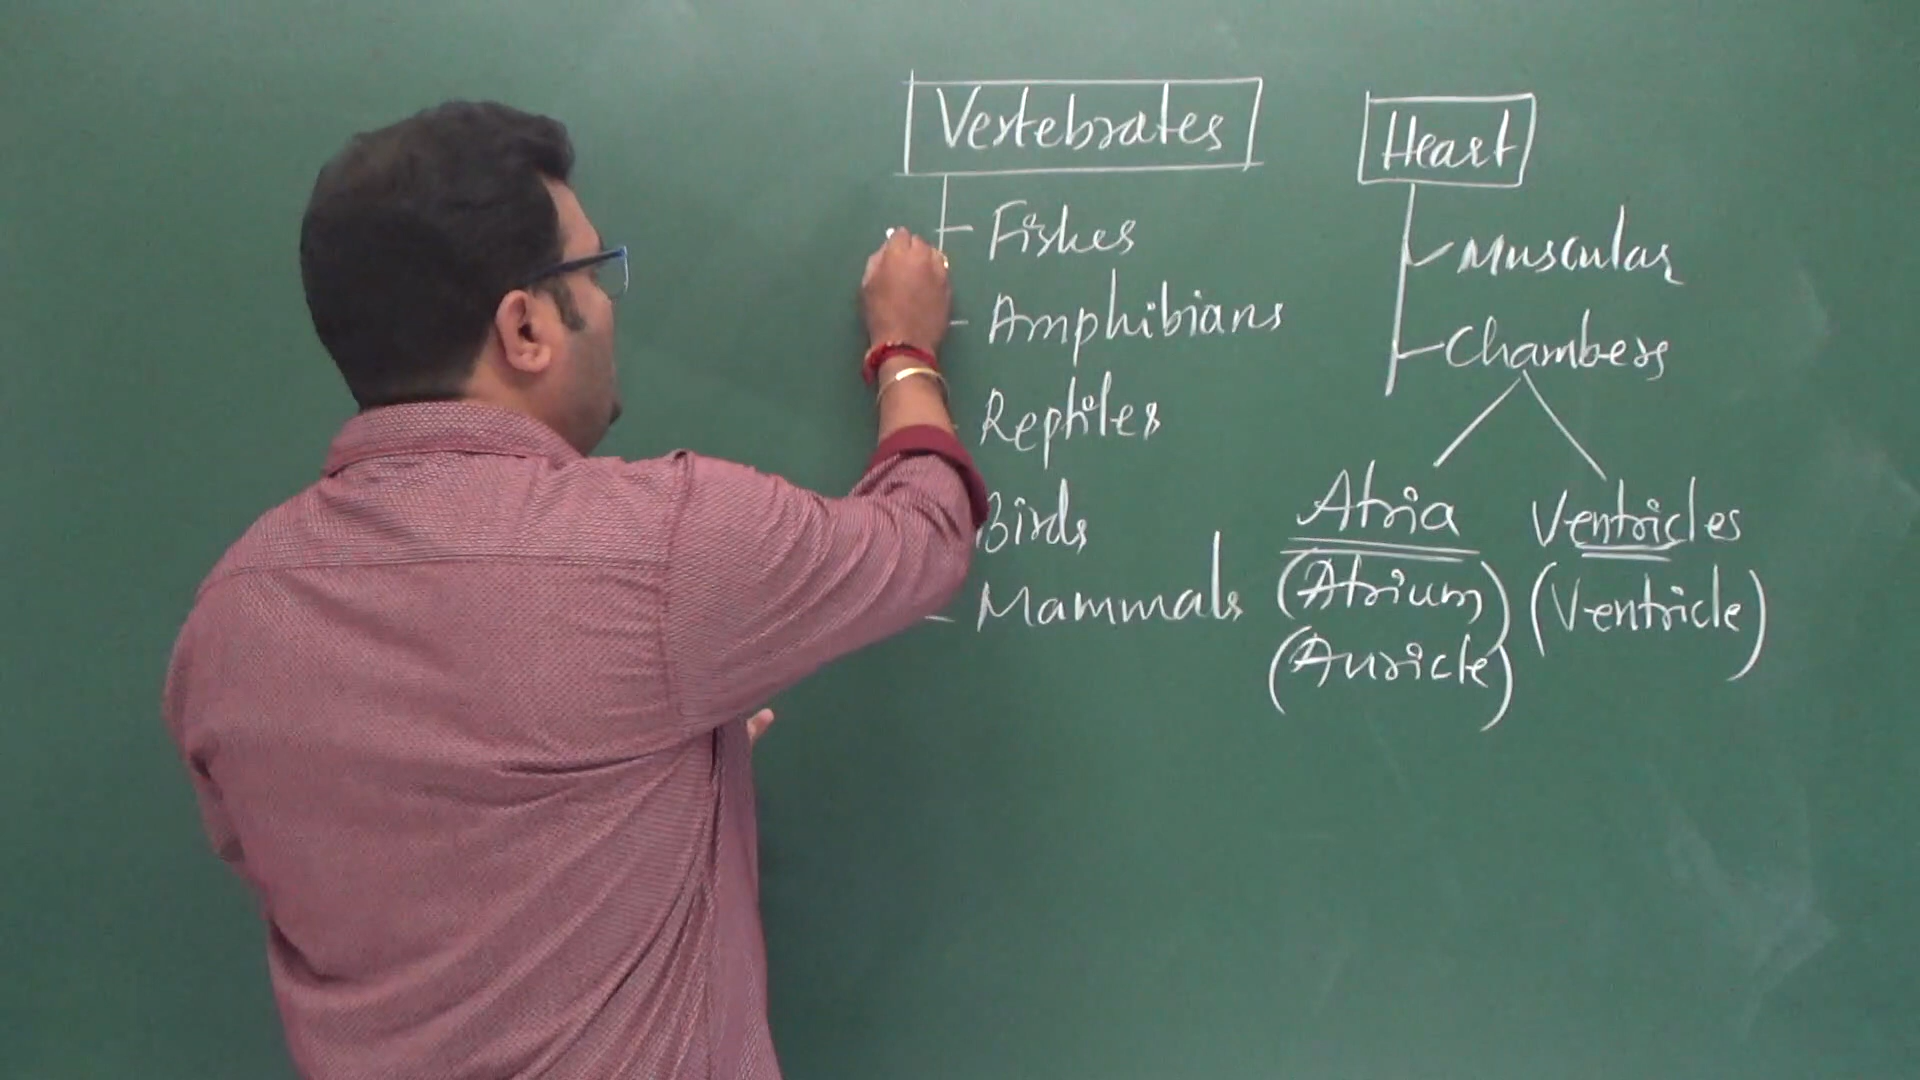 Vertebrates
Fishes
Amphibians
Reptiles
Birds
Mammals
Heart
Muscular
Chambers
Atria
(Atrium)
(Auricle)
Ventricles
(Ventricle)